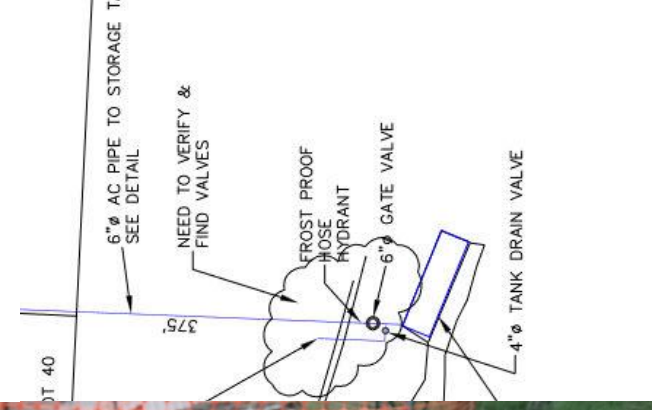 6"ø AC PIPE TO STORAGE T
SEE DETAIL
NEED TO VERIFY &
FIND VALVES
FROST PROOF
HOSE
HYDRANT
6"ø GATE VALVE
4"ø TANK DRAIN VALVE
375'
OT 40